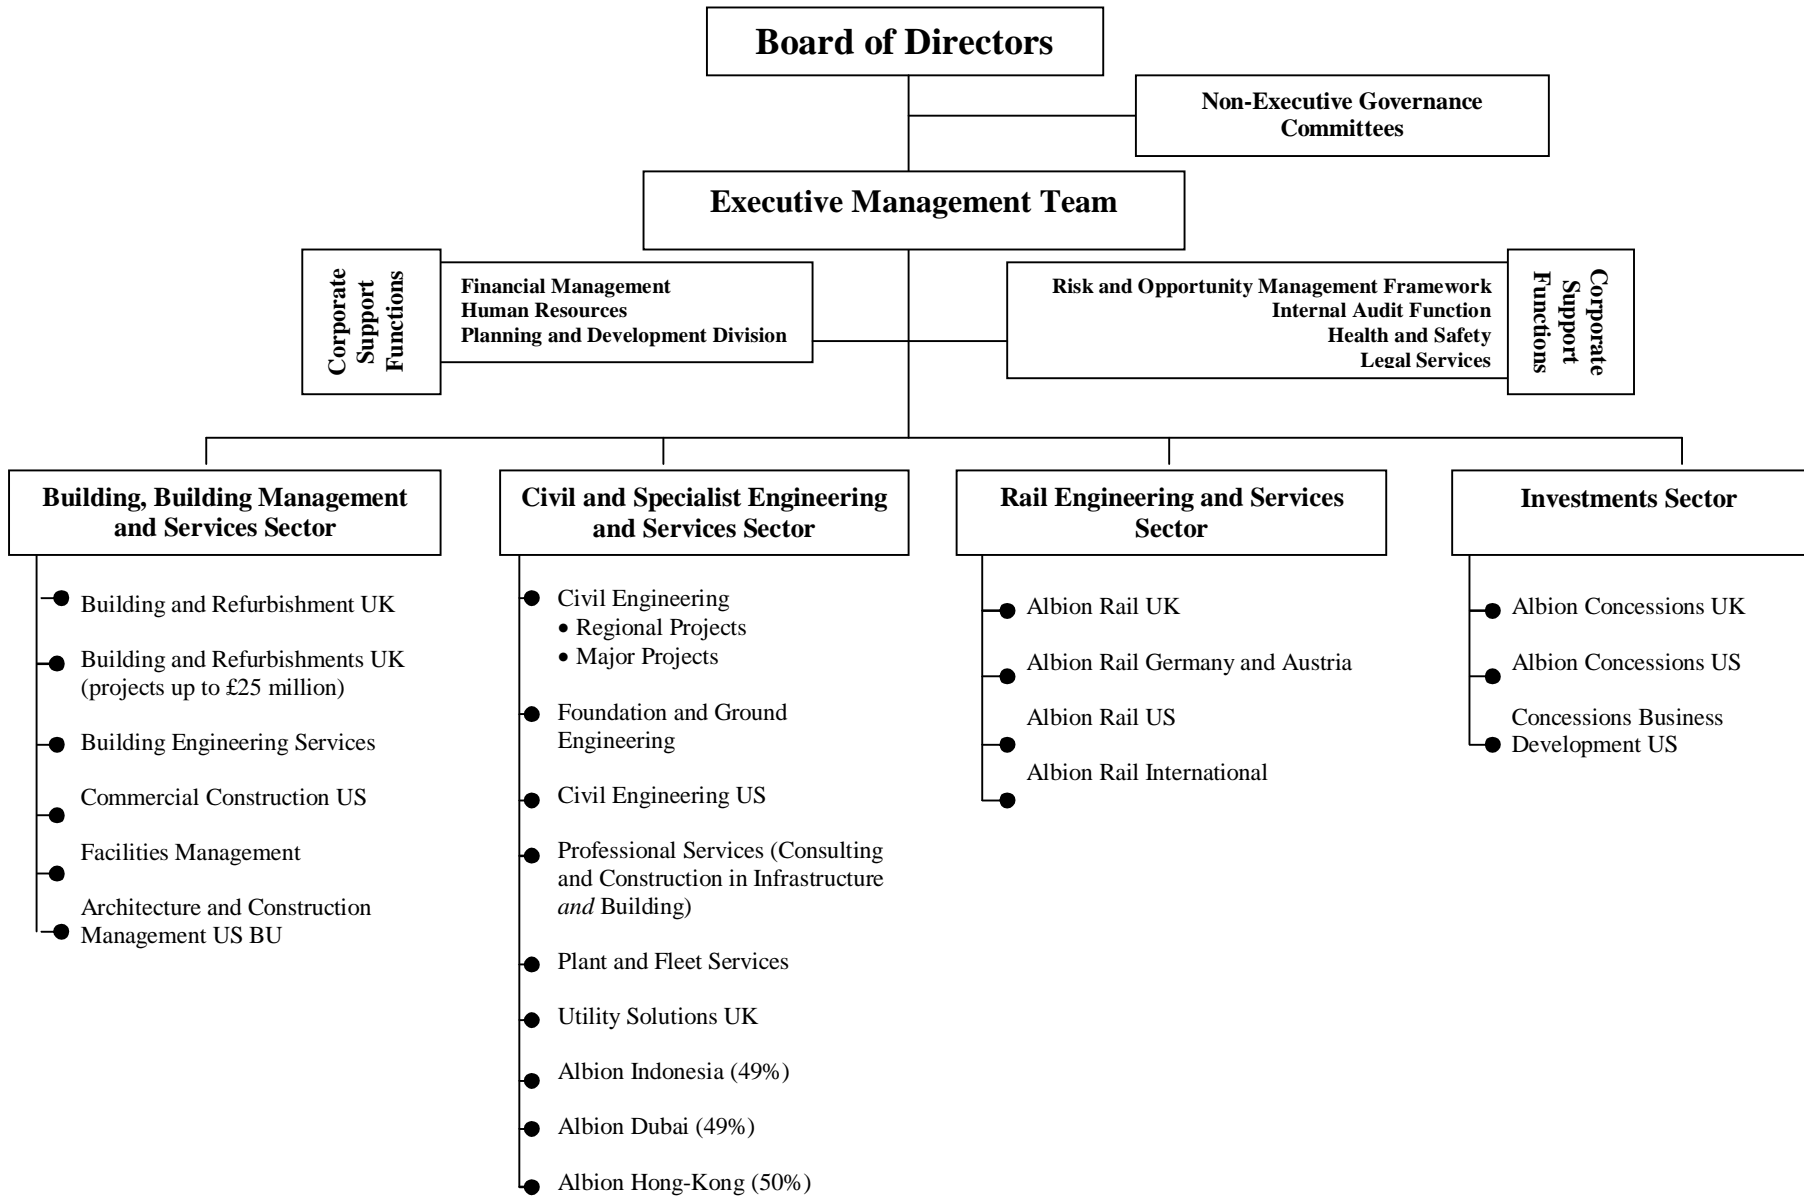 Board of Directors
Non-Executive Governance
Committees
Executive Management Team
Corporate
Support
Functions
Financial Management
Human Resources
Planning and Development Division
Risk and Opportunity Management Framework
Internal Audit Function
Health and Safety
Legal Services
Corporate
Support
Functions
Building, Building Management
and Services Sector
Building and Refurbishment UK
Building and Refurbishments UK
(projects up to £25 million)
Building Engineering Services
Commercial Construction US
Facilities Management
Architecture and Construction
Management US BU
Civil and Specialist Engineering
and Services Sector
Civil Engineering
• Regional Projects
• Major Projects
Foundation and Ground
Engineering
Civil Engineering US
Professional Services (Consulting
and Construction in Infrastructure
and Building)
Plant and Fleet Services
Utility Solutions UK
Albion Indonesia (49%)
Albion Dubai (49%)
Albion Hong-Kong (50%)
Rail Engineering and Services
Sector
Albion Rail UK
Albion Rail Germany and Austria
Albion Rail US
Albion Rail International
Investments Sector
Albion Concessions UK
Albion Concessions US
Concessions Business
Development US